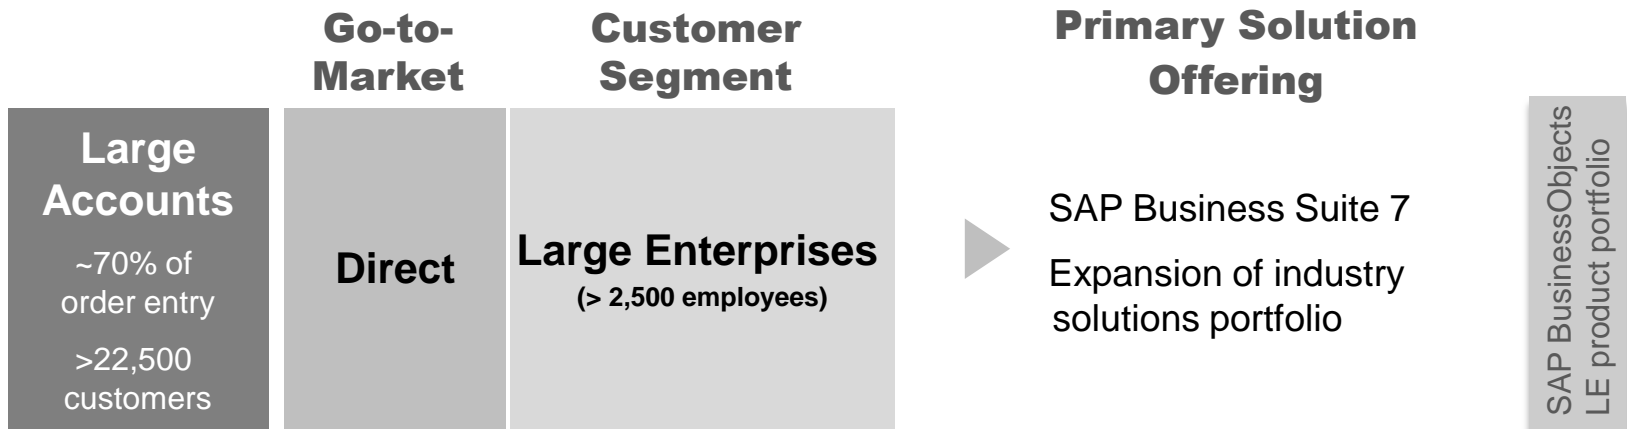 Go-to-
Market
Customer
Segment
Primary Solution
Offering
Large
Accounts
~70% of
order entry
>22,500
customers
Direct
Large Enterprises
(> 2,500 employees)
SAP Business Suite 7
Expansion of industry
solutions portfolio
SAP BusinessObjects
LE product portfolio